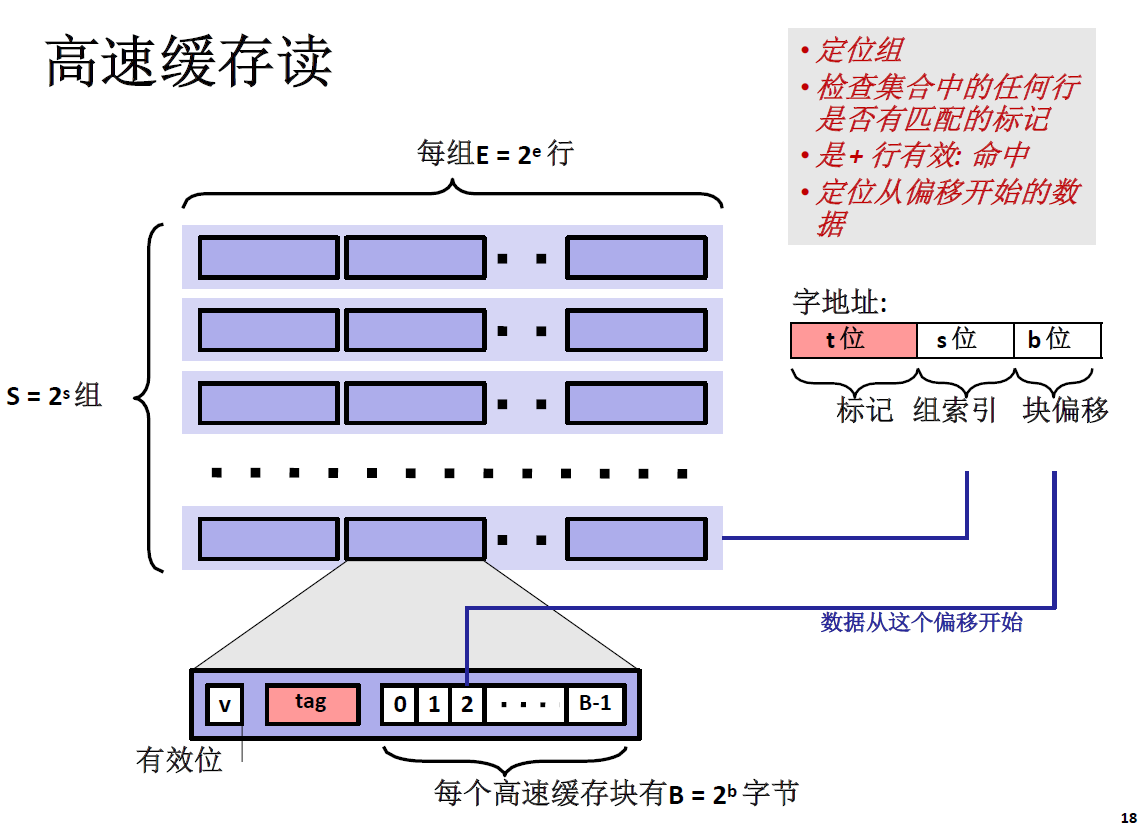 高速缓存读
• 定位组
• 检查集合中的任何行
是否有匹配的标记
• 是 + 行有效: 命中
• 定位从偏移开始的数
据
每组E = 2ᵉ 行
S = 2ˢ 组
字地址:
t 位 s 位 b 位
标记 组索引 块偏移
数据从这个偏移开始
v tag 0 1 2 · · · · B-1
有效位
每个高速缓存块有B = 2ᵇ 字节
18